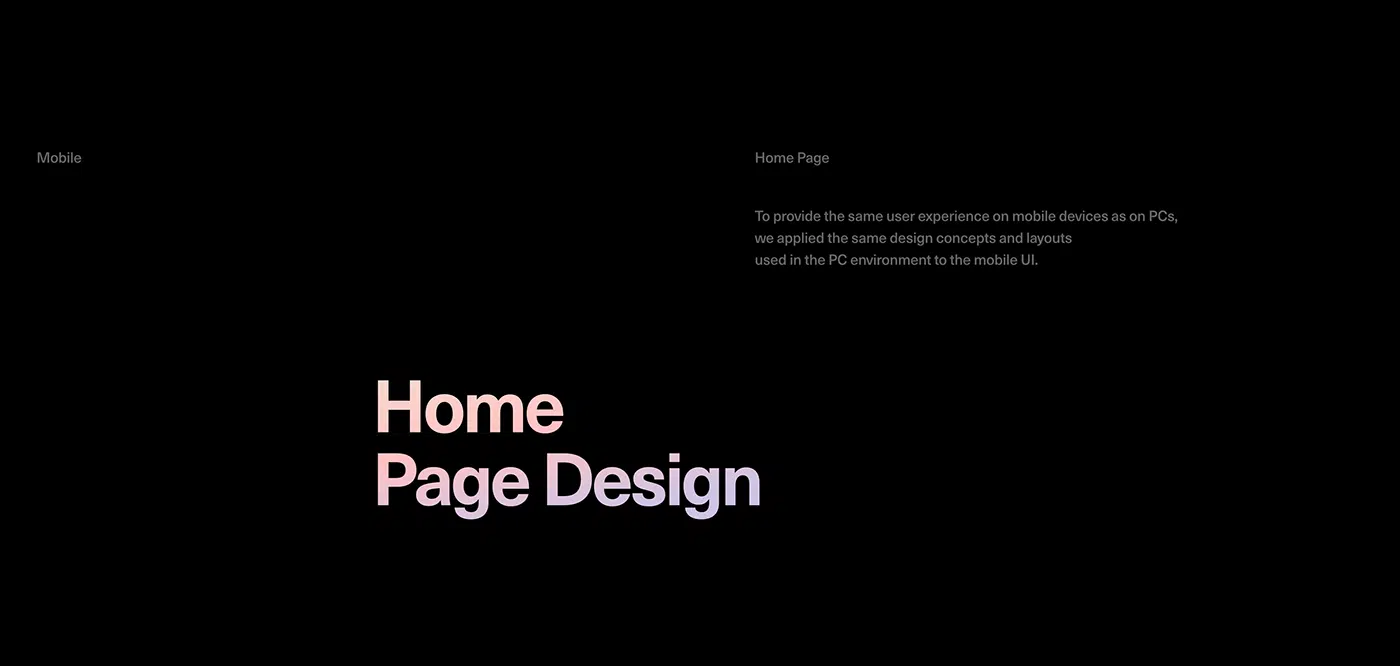 Mobile
Home Page
To provide the same user experience on mobile devices as on PCs,
we applied the same design concepts and layouts
used in the PC environment to the mobile UI.
Home
Page Design